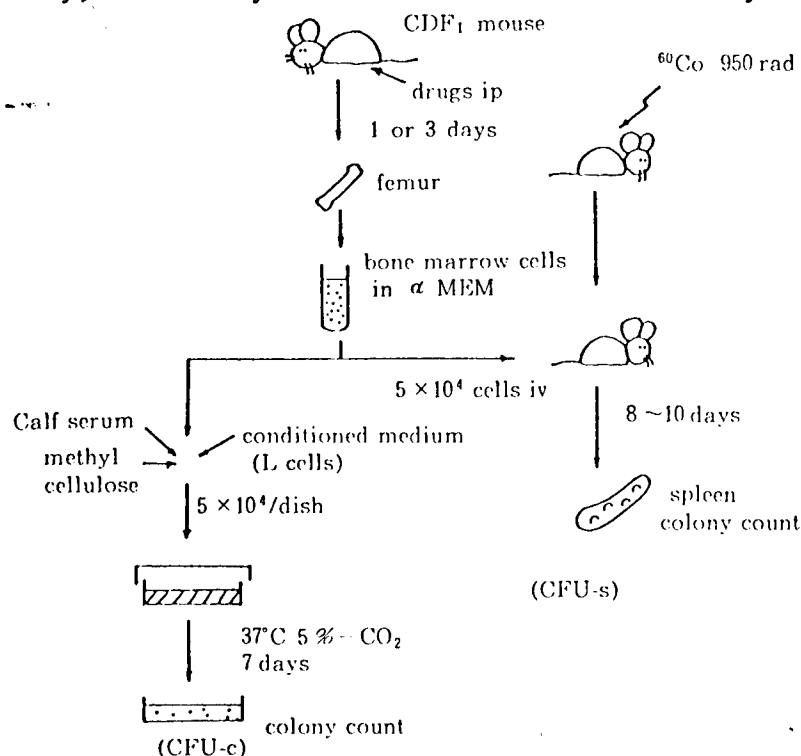 CDF₁ mouse
⁶⁰Co 950 rad
drugs ip
1 or 3 days
femur
bone marrow cells
in α MEM
5 × 10⁴ cells iv
8 ~ 10 days
Calf serum
methyl
cellulose
conditioned medium
(L cells)
5 × 10⁴/dish
spleen
colony count
(CFU-s)
37°C 5 % - CO₂
7 days
colony count
(CFU-c)